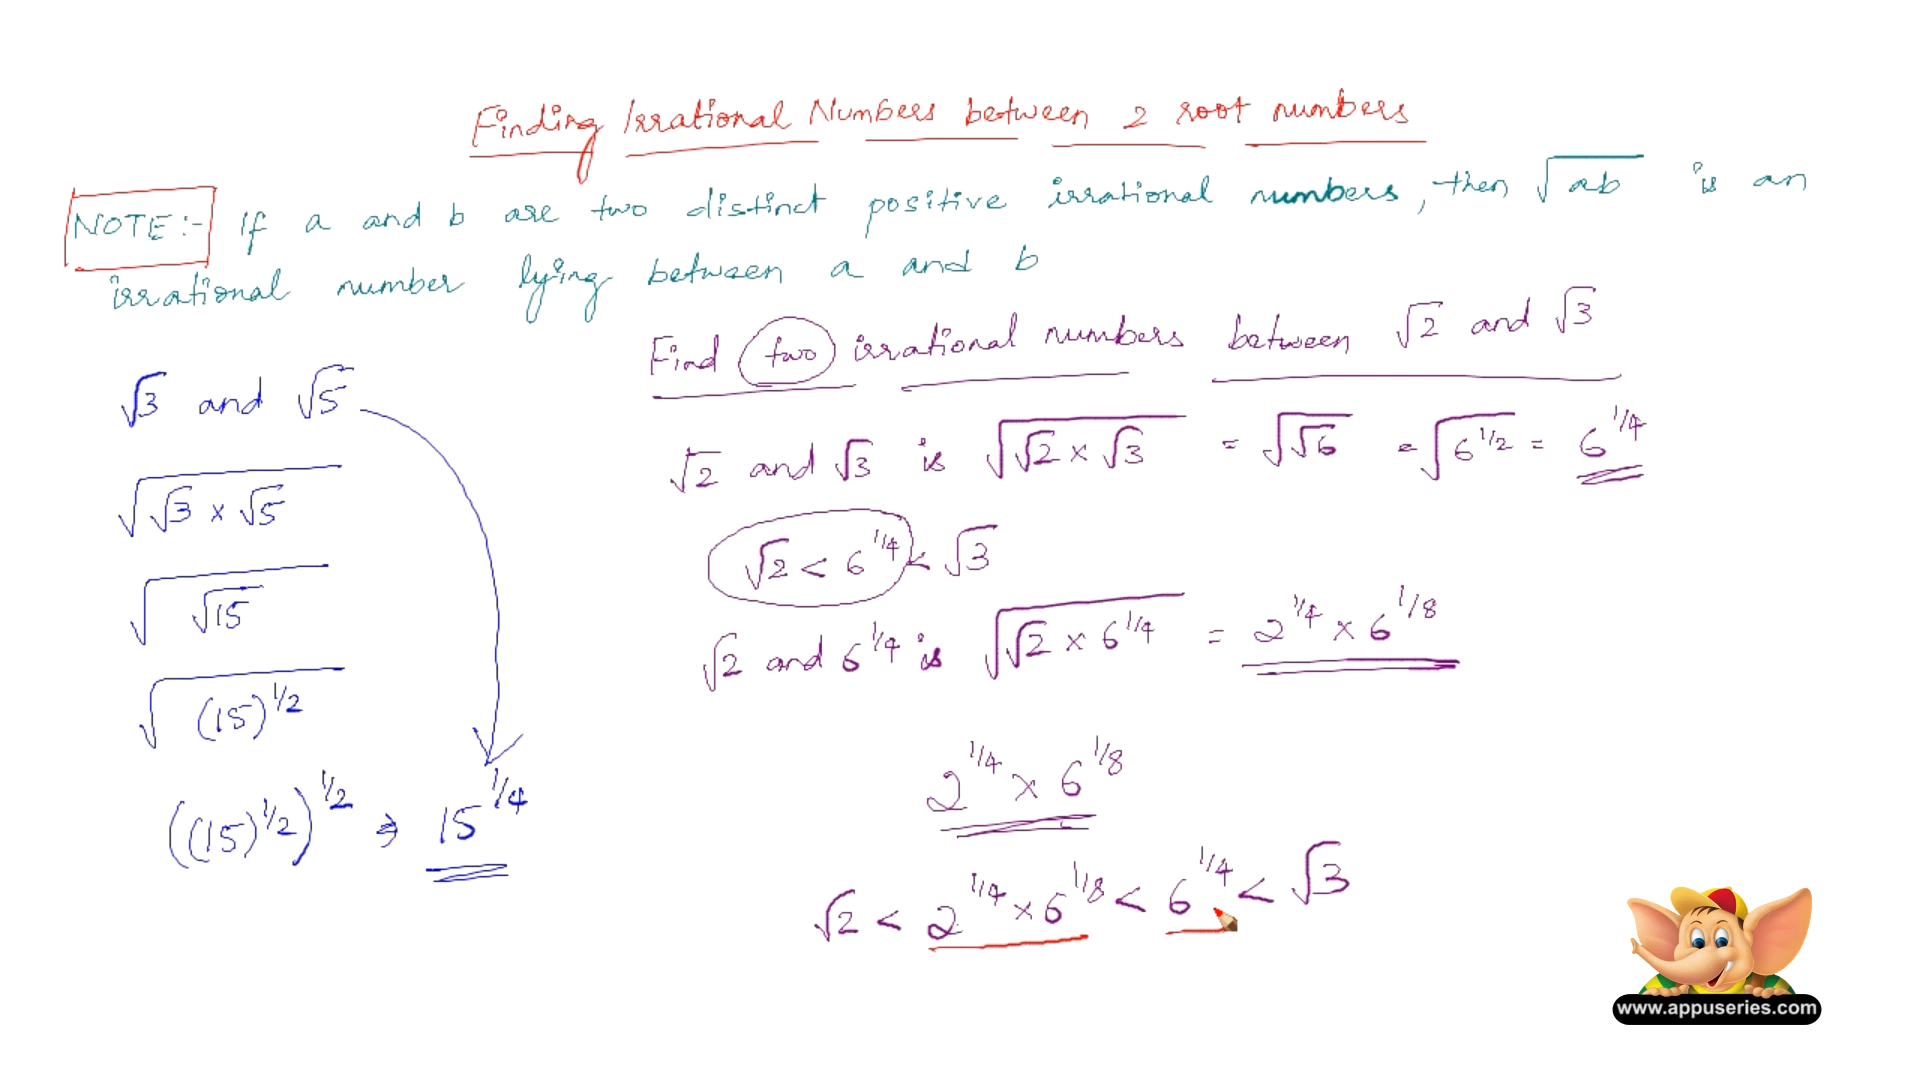 Finding Irrational Numbers between 2 root numbers
NOTE:- If a and b are two distinct positive irrational numbers, then √ab is an
irrational number lying between a and b
√3 and √5
√(√3 × √5)
√(√15)
√((15)^1/2)
((15)^1/2)^1/2 ⇒ 15^1/4
Find two irrational numbers between √2 and √3
√2 and √3 is √(√2 × √3) = √(√6) = √(6^1/2) = 6^1/4
√2 < 6^1/4 < √3
√2 and 6^1/4 is √(√2 × 6^1/4) = 2^1/4 × 6^1/8
2^1/4 × 6^1/8
√2 < 2^1/4 × 6^1/8 < 6^1/4 < √3
www.appuseries.com